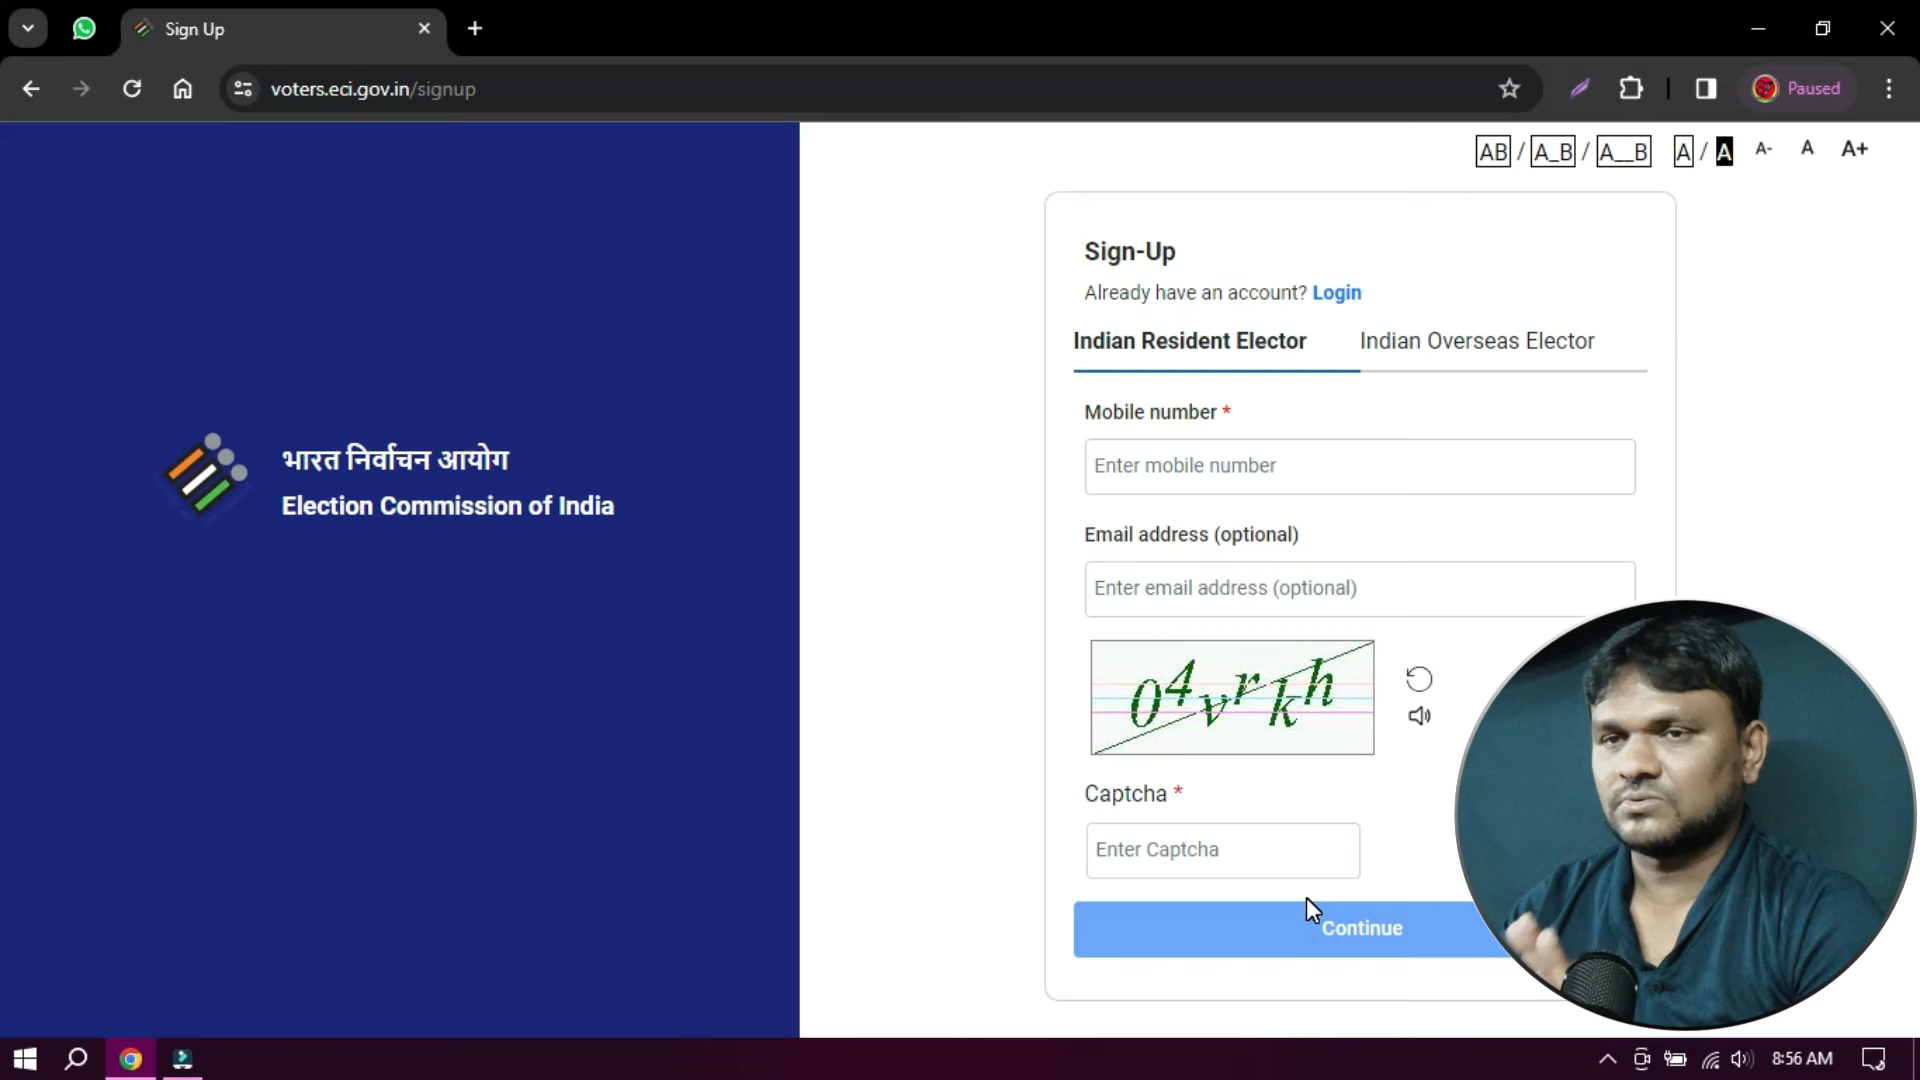 Sign Up
voters.eci.gov.in/signup
Paused
AB / A_B / A__B A / A A- A A+
भारत निर्वाचन आयोग
Election Commission of India
Sign-Up
Already have an account? Login
Indian Resident Elector Indian Overseas Elector
Mobile number *
Enter mobile number
Email address (optional)
Enter email address (optional)
04vrkh
Captcha *
Enter Captcha
Continue
8:56 AM